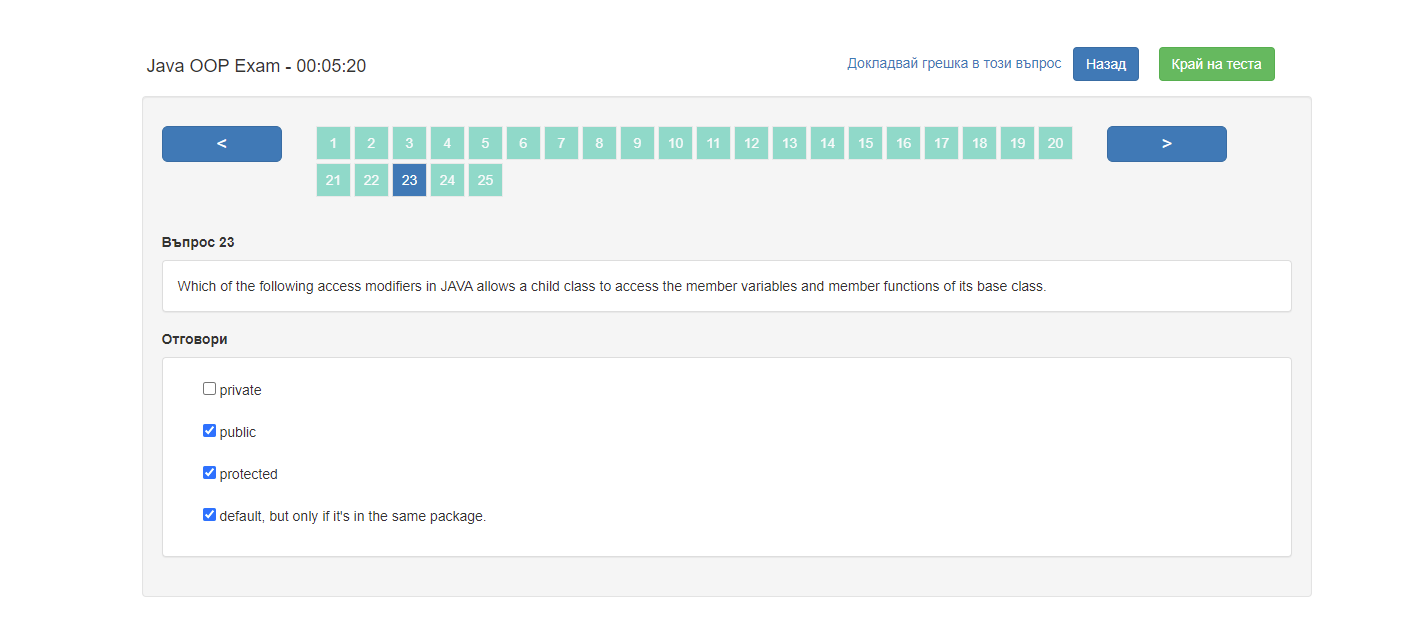 Java OOP Exam - 00:05:20
Докладвай грешка в този въпрос
Назад
Край на теста
<
1 2 3 4 5 6 7 8 9 10 11 12 13 14 15 16 17 18 19 20
>
21 22 23 24 25
Въпрос 23
Which of the following access modifiers in JAVA allows a child class to access the member variables and member functions of its base class.
Отговори
private
public
protected
default, but only if it's in the same package.